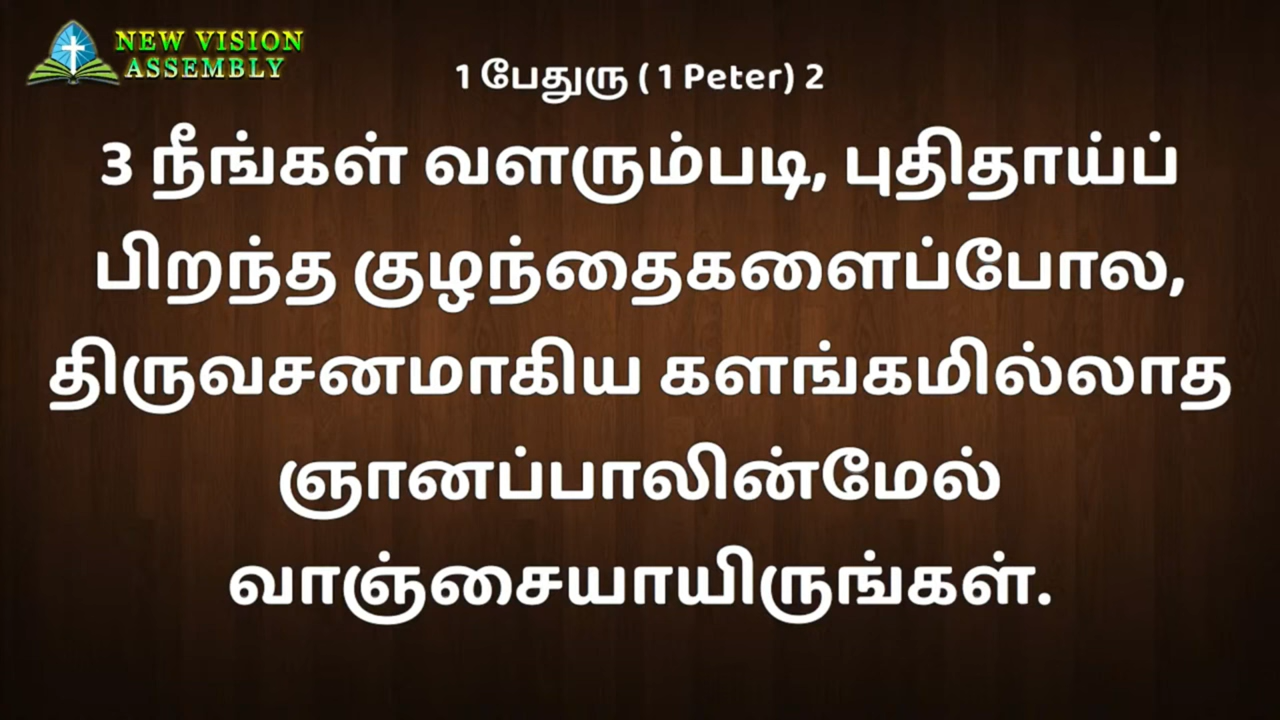 NEW VISION
ASSEMBLY
1 பேதுரு ( 1 Peter) 2
3 நீங்கள் வளரும்படி, புதிதாய்ப்
பிறந்த குழந்தைகளைப்போல,
திருவசனமாகிய களங்கமில்லாத
ஞானப்பாலின்மேல்
வாஞ்சையாயிருங்கள்.